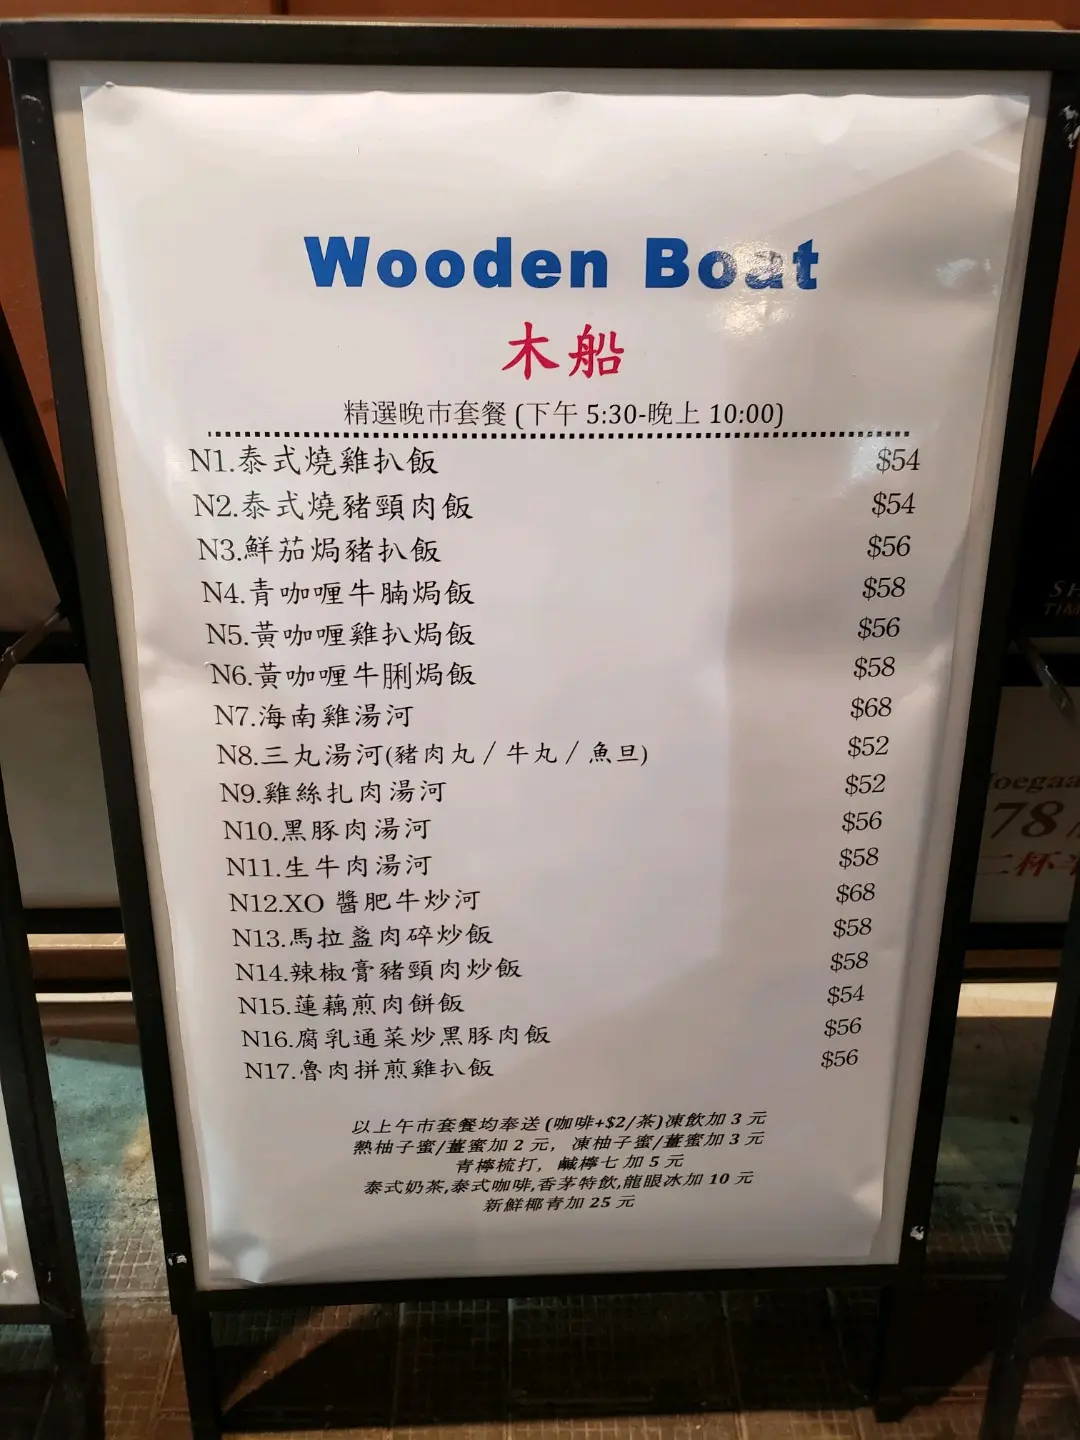 Wooden Boat
木船
精選晚市套餐 (下午 5:30-晚上 10:00)
N1.泰式燒雞扒飯 $54
N2.泰式燒豬頸肉飯 $54
N3.鮮茄焗豬扒飯 $56
N4.青咖喱牛腩焗飯 $58
N5.黃咖喱雞扒焗飯 $56
N6.黃咖喱牛脷焗飯 $58
N7.海南雞湯河 $68
N8.三丸湯河(豬肉丸/牛丸/魚旦) $52
N9.雞絲扎肉湯河 $52
N10.黑豚肉湯河 $56
N11.生牛肉湯河 $58
N12.XO 醬肥牛炒河 $68
N13.馬拉盞肉碎炒飯 $58
N14.辣椒膏豬頸肉炒飯 $58
N15.蓮藕煎肉餅飯 $54
N16.腐乳通菜炒黑豚肉飯 $56
N17.魯肉拼煎雞扒飯 $56
以上午市套餐均奉送 (咖啡+$2/茶)凍飲加 3 元
熱柚子蜜/薑蜜加 2 元, 凍柚子蜜/薑蜜加 3 元
青檸梳打, 鹹檸七 加 5 元
泰式奶茶,泰式咖啡,香茅特飲,龍眼冰加 10 元
新鮮椰青加 25 元
78
二杯